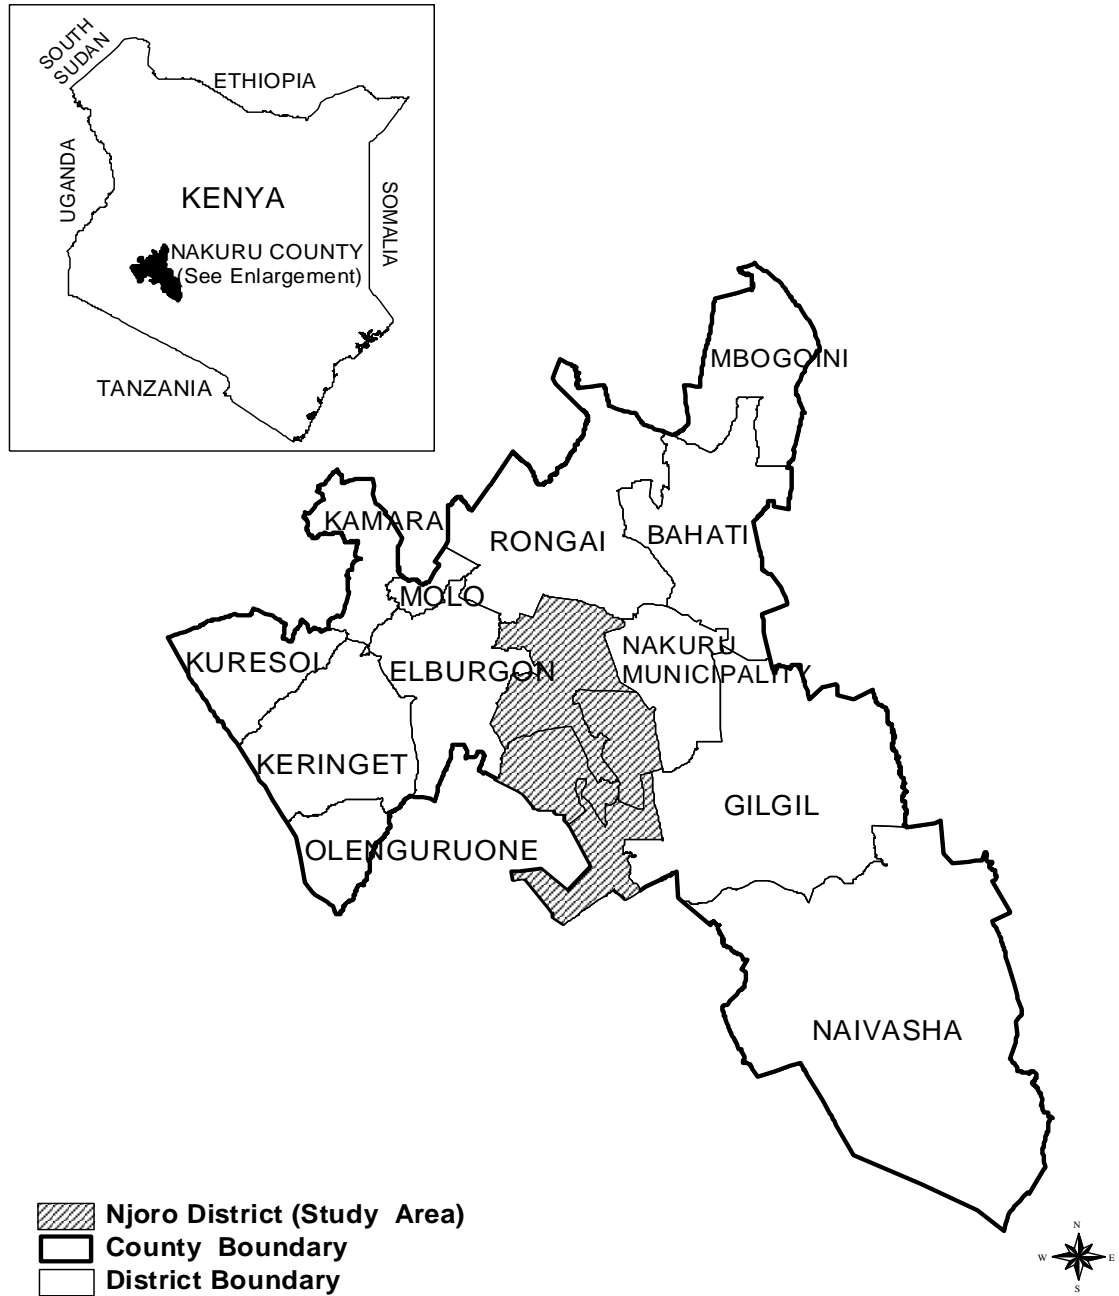 SOUTH
SUDAN
ETHIOPIA
UGANDA
KENYA
SOMALIA
NAKURU COUNTY
(See Enlargement)
TANZANIA
MBOGOINI
KAMARA
RONGAI
BAHATI
MOLO
KURESOI
ELBURGON
NAKURU
MUNICIPALITY
KERINGET
GILGIL
OLENGURUONE
NAIVASHA
Njoro District (Study Area)
County Boundary
District Boundary
N
W
E
S